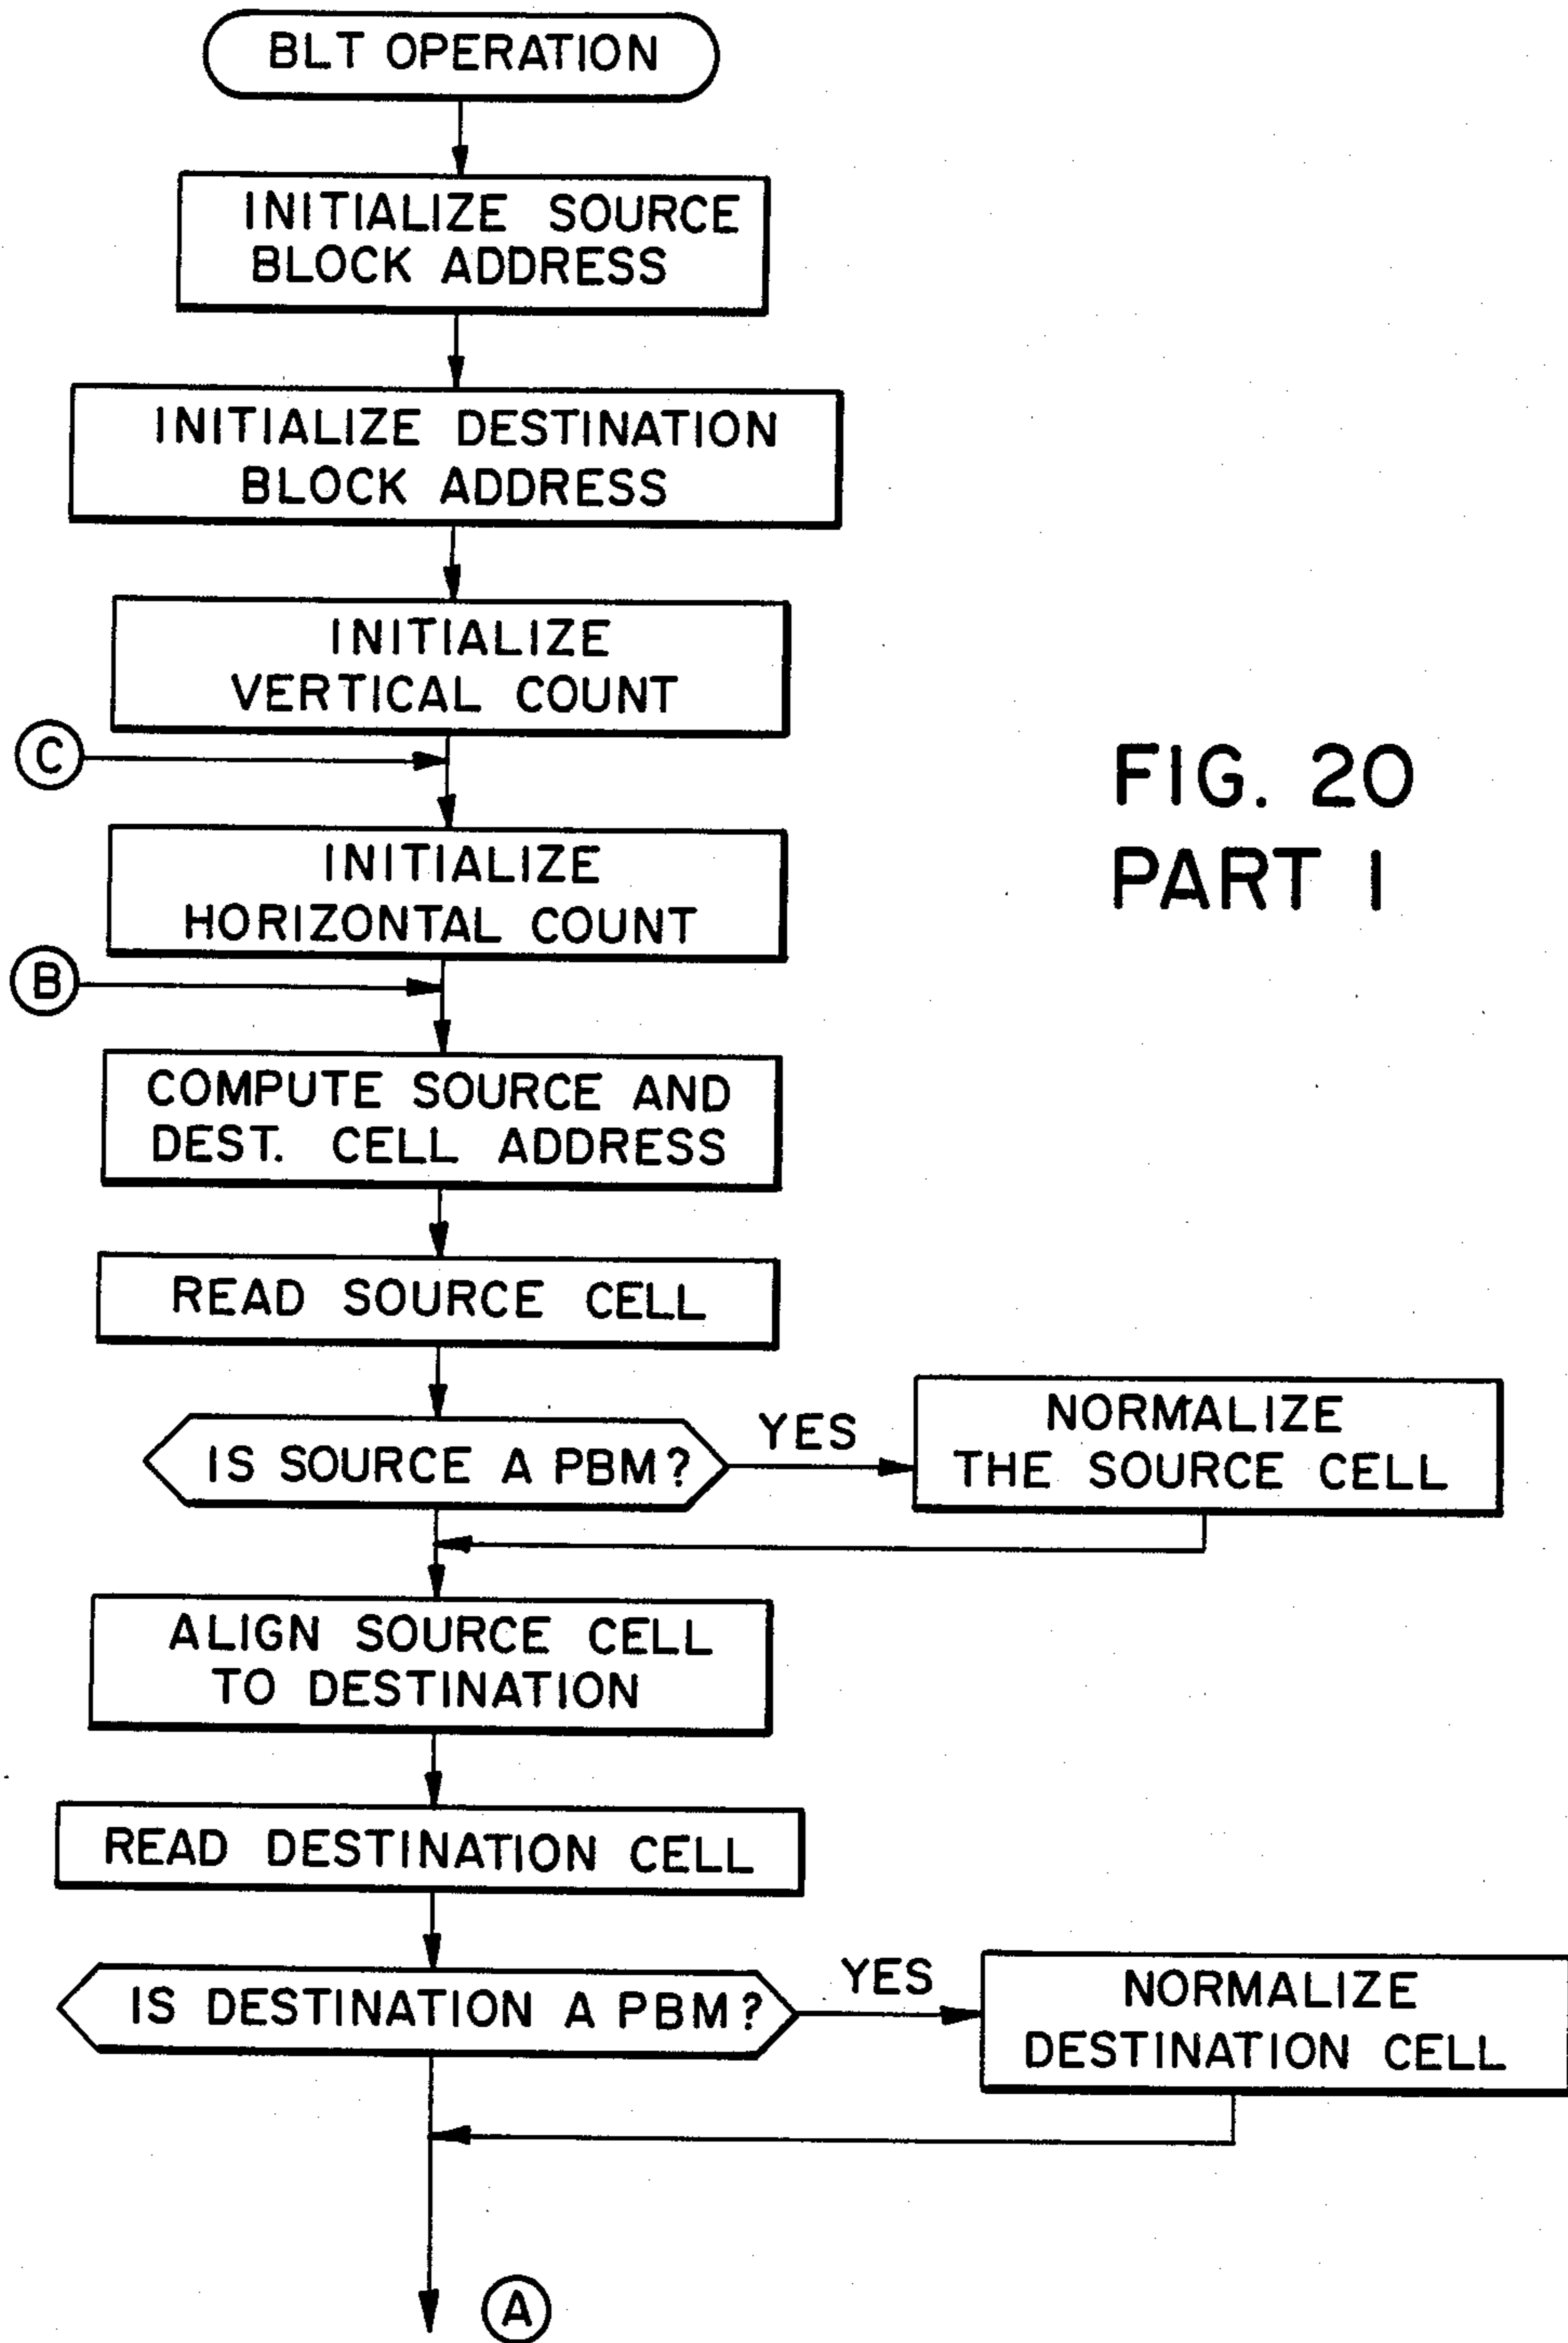 BLT OPERATION
INITIALIZE SOURCE
BLOCK ADDRESS
INITIALIZE DESTINATION
BLOCK ADDRESS
INITIALIZE
VERTICAL COUNT
C
FIG. 20
PART 1
INITIALIZE
HORIZONTAL COUNT
B
COMPUTE SOURCE AND
DEST. CELL ADDRESS
READ SOURCE CELL
IS SOURCE A PBM?
YES
NORMALIZE
THE SOURCE CELL
ALIGN SOURCE CELL
TO DESTINATION
READ DESTINATION CELL
IS DESTINATION A PBM?
YES
NORMALIZE
DESTINATION CELL
A